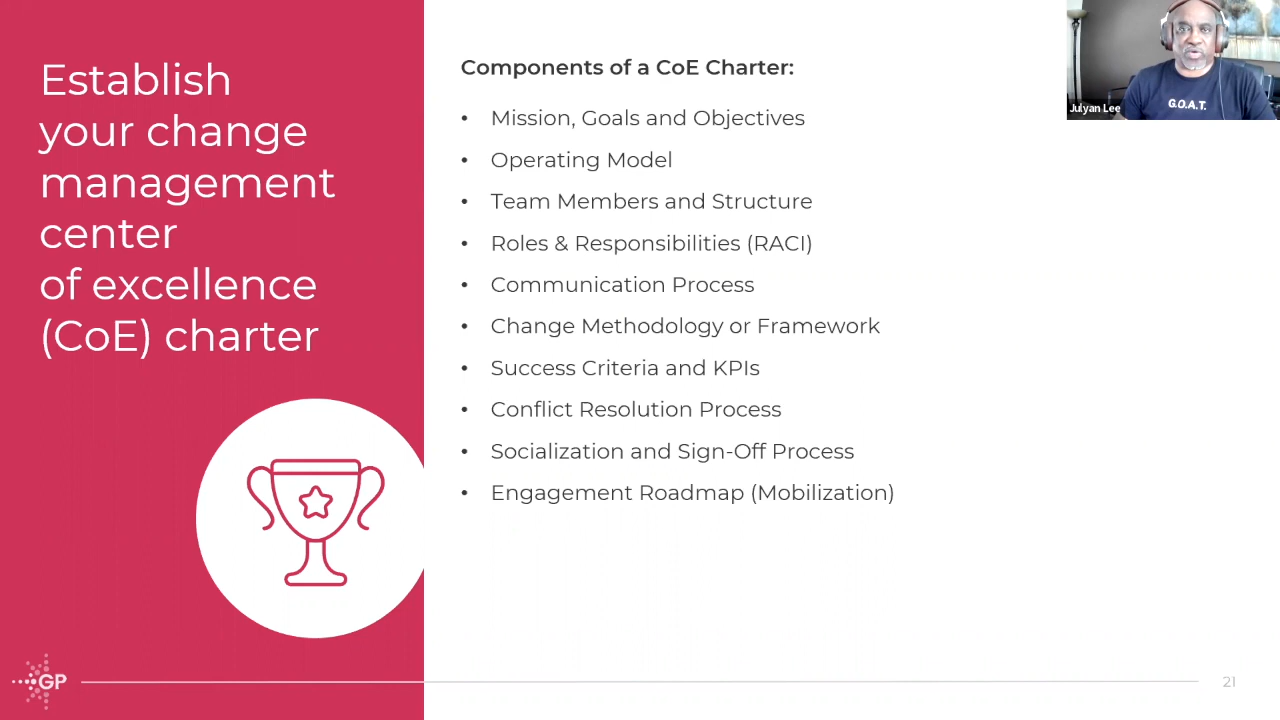 Establish
your change
management
center
of excellence
(CoE) charter
Components of a CoE Charter:
• Mission, Goals and Objectives
• Operating Model
• Team Members and Structure
• Roles & Responsibilities (RACI)
• Communication Process
• Change Methodology or Framework
• Success Criteria and KPIs
• Conflict Resolution Process
• Socialization and Sign-Off Process
• Engagement Roadmap (Mobilization)
Julyan Lee
G.O.A.T.
GP
21